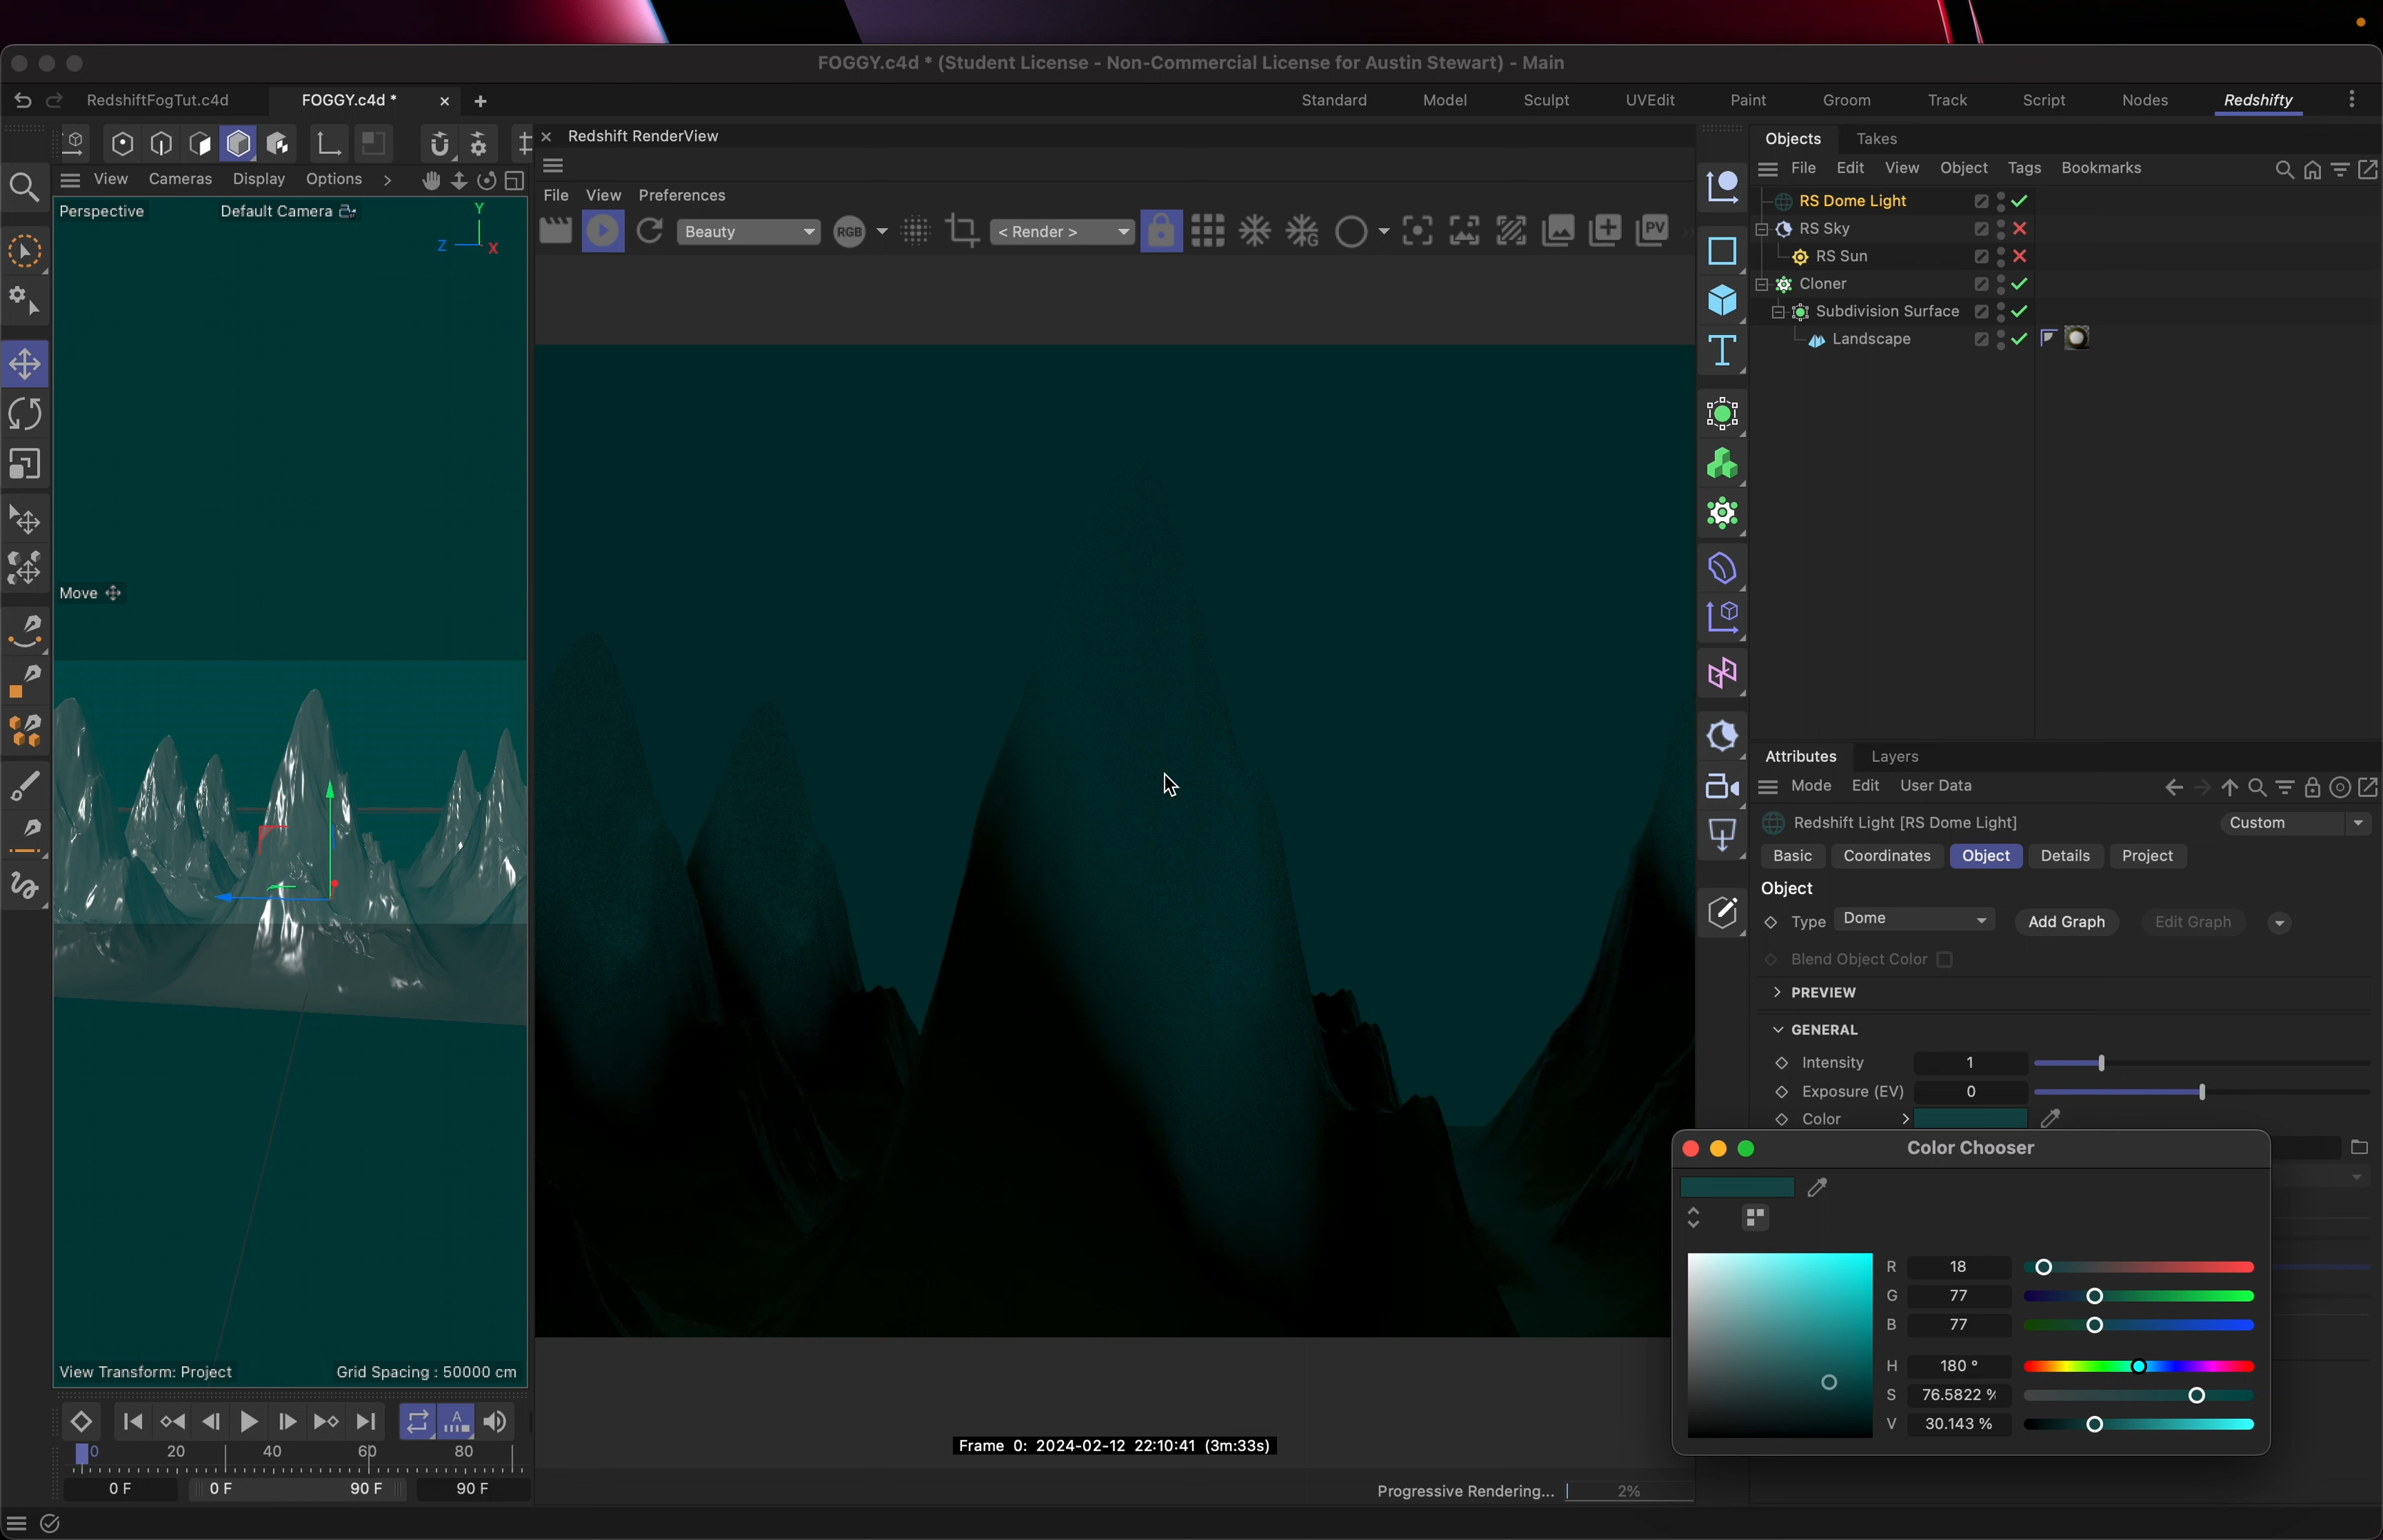 FOGGY.c4d * (Student License - Non-Commercial License for Austin Stewart) - Main
RedshiftFogTut.c4d
FOGGY.c4d *
Standard
Model
Sculpt
UVEdit
Paint
Groom
Track
Script
Nodes
Redshifty
Redshift RenderView
Objects
Takes
View
Cameras
Display
Options
File
Edit
View
Object
Tags
Bookmarks
File
View
Preferences
Perspective
Default Camera
Y
Z
X
Beauty
RGB
< Render >
G
PV
RS Dome Light
RS Sky
RS Sun
Cloner
Subdivision Surface
Landscape
Move
Attributes
Layers
Mode
Edit
User Data
Redshift Light [RS Dome Light]
Custom
Basic
Coordinates
Object
Details
Project
Object
Type
Dome
Add Graph
Edit Graph
Blend Object Color
PREVIEW
GENERAL
Intensity
1
Exposure (EV)
0
Color
Color Chooser
R 18
G 77
B 77
H 180 °
S 76.5822 %
V 30.143 %
View Transform: Project
Grid Spacing : 50000 cm
A
0
20
40
60
80
0 F
0 F
90 F
90 F
Frame 0: 2024-02-12 22:10:41 (3m:33s)
Progressive Rendering...
2%